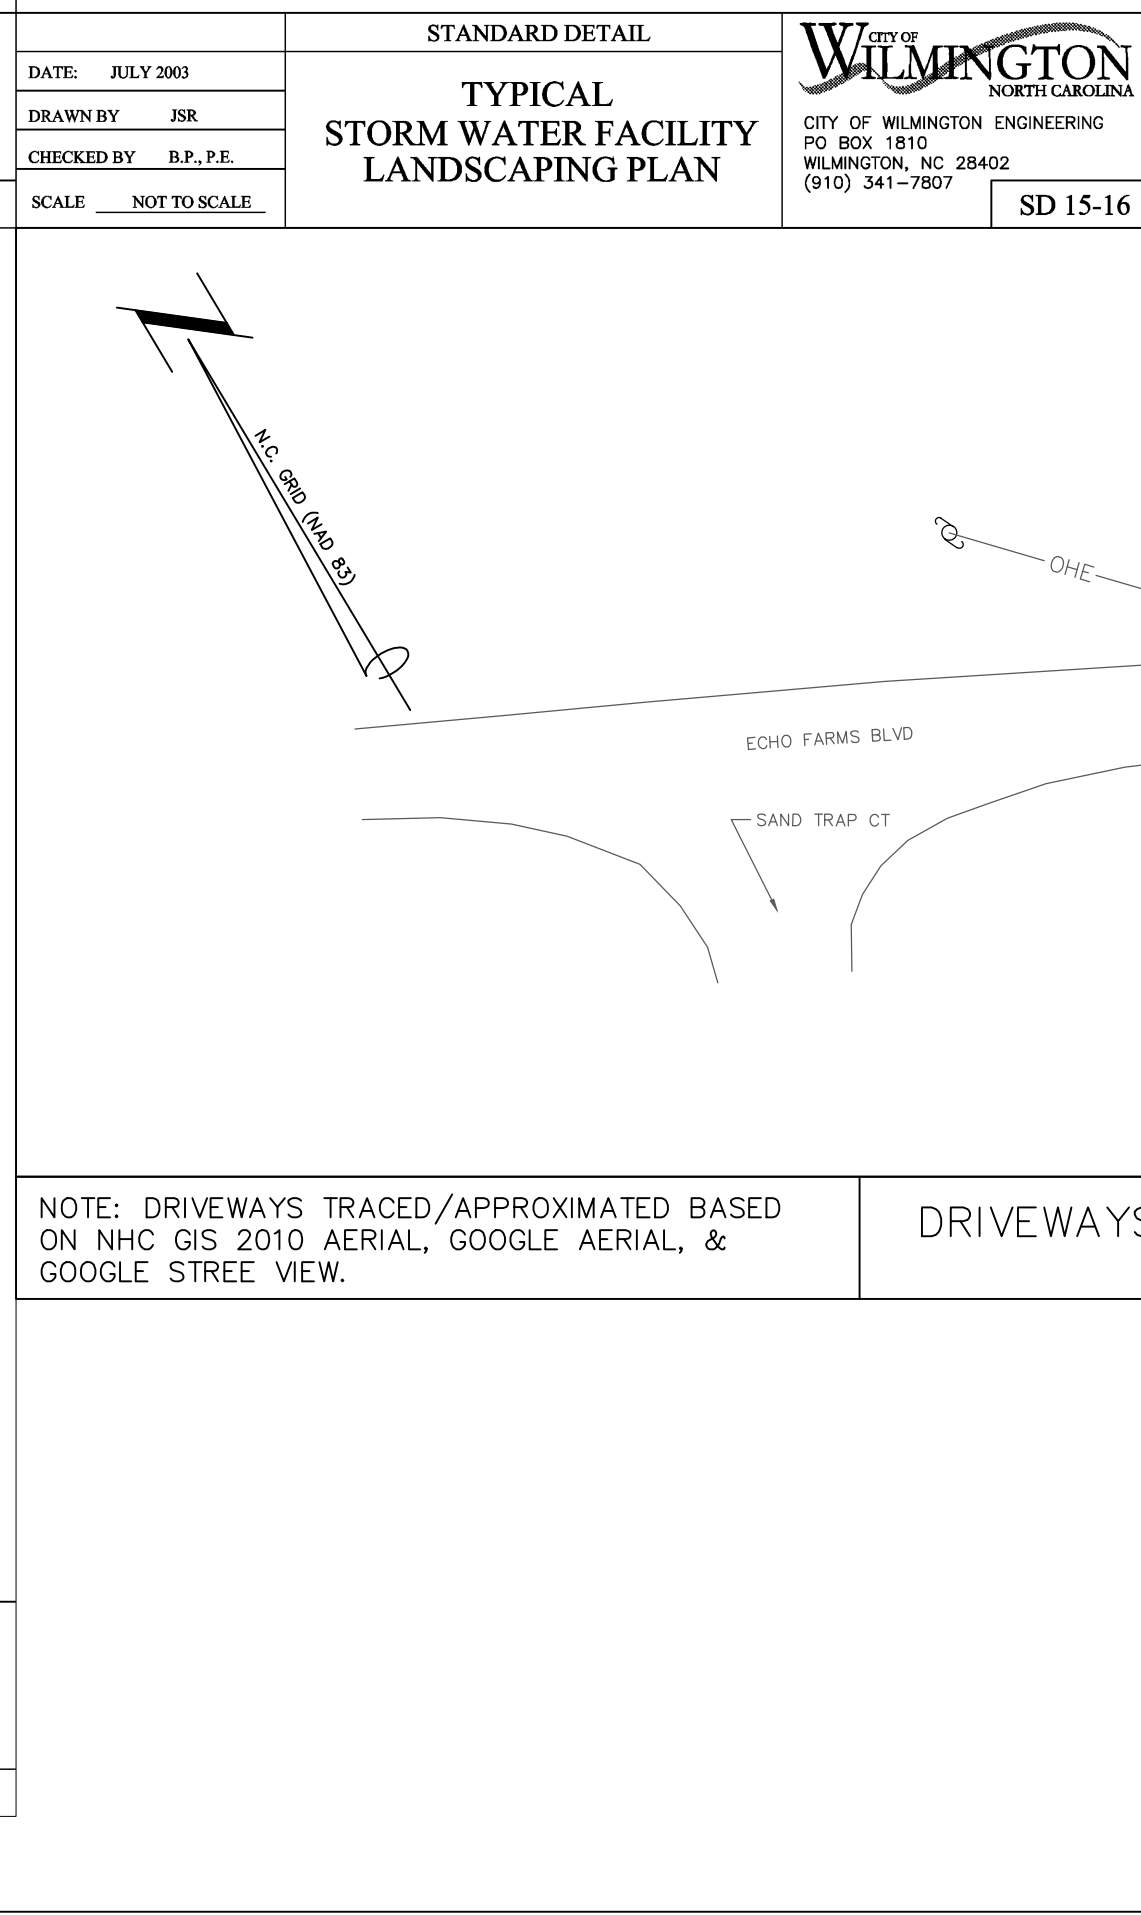 STANDARD DETAIL
DATE: JULY 2003
DRAWN BY JSR
CHECKED BY B.P., P.E.
SCALE NOT TO SCALE
TYPICAL
STORM WATER FACILITY
LANDSCAPING PLAN
CITY OF
WILMINGTON
NORTH CAROLINA
CITY OF WILMINGTON ENGINEERING
PO BOX 1810
WILMINGTON, NC 28402
(910) 341-7807
SD 15-16
N.C. GRID (NAD 83)
OHE
ECHO FARMS BLVD
SAND TRAP CT
NOTE: DRIVEWAYS TRACED/APPROXIMATED BASED
ON NHC GIS 2010 AERIAL, GOOGLE AERIAL, &
GOOGLE STREE VIEW.
DRIVEWAYS